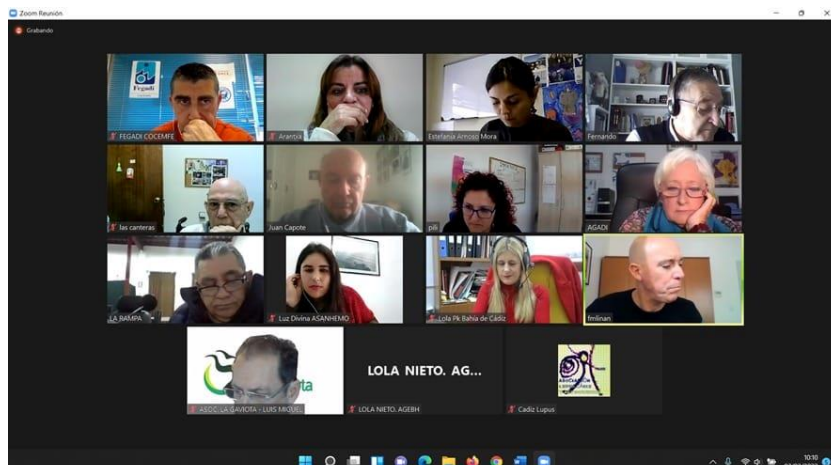 Zoom Reunión
Grabando
Fegadi
FEGADI COCEMFE
Arantxa
Estefania Arnoso Mora
Fernando
las canteras
Juan Capote
pili
AGADI
LA RAMPA
Luz Divina ASANHEMO
Lola Pk Bahía de Cádiz
fmlinan
ta
ASOC. LA GAVIOTA - LUIS MIGUEL
LOLA NIETO. AG...
LOLA NIETO. AGEBH
Cadiz Lupus
10:10